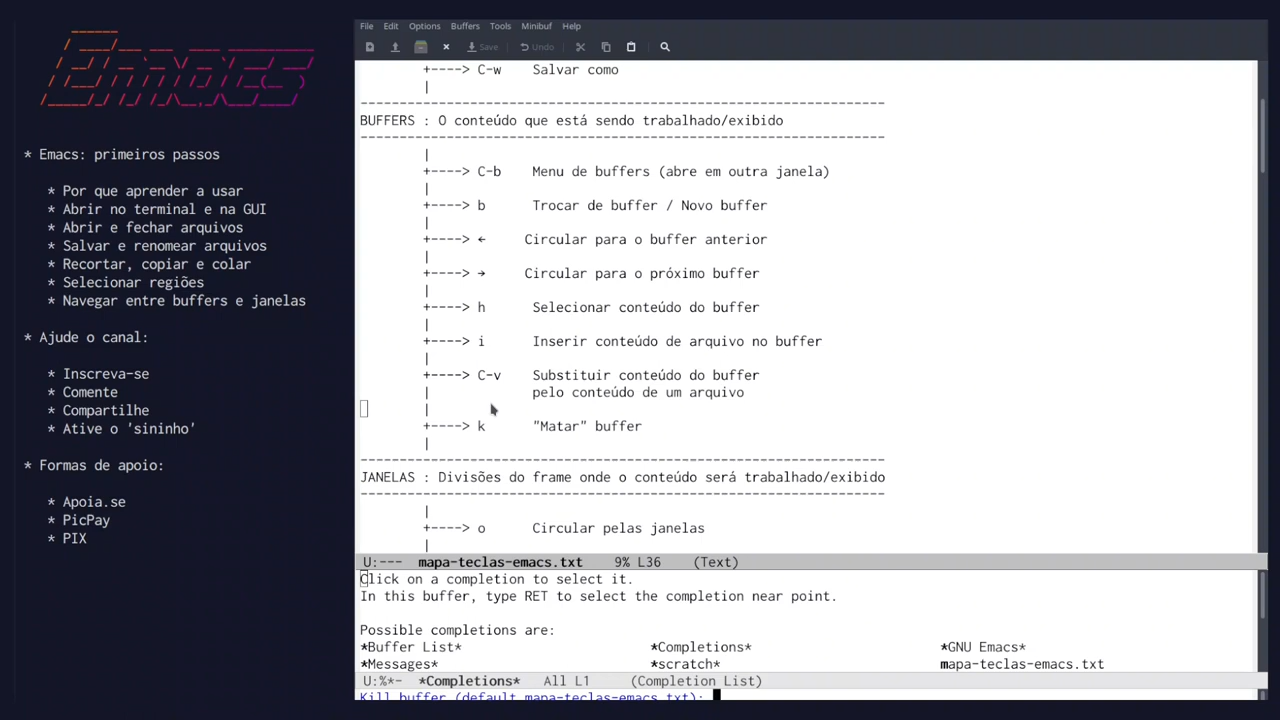 Emacs
* Emacs: primeiros passos
* Por que aprender a usar
* Abrir no terminal e na GUI
* Abrir e fechar arquivos
* Salvar e renomear arquivos
* Recortar, copiar e colar
* Selecionar regiões
* Navegar entre buffers e janelas
* Ajude o canal:
* Inscreva-se
* Comente
* Compartilhe
* Ative o 'sininho'
* Formas de apoio:
* Apoia.se
* PicPay
* PIX
File Edit Options Buffers Tools Minibuf Help
Save Undo
+----> C-w Salvar como
|
-------------------------------------------------------------------
BUFFERS : O conteúdo que está sendo trabalhado/exibido
-------------------------------------------------------------------
|
+----> C-b Menu de buffers (abre em outra janela)
|
+----> b Trocar de buffer / Novo buffer
|
+----> ← Circular para o buffer anterior
|
+----> → Circular para o próximo buffer
|
+----> h Selecionar conteúdo do buffer
|
+----> i Inserir conteúdo de arquivo no buffer
|
+----> C-v Substituir conteúdo do buffer
| pelo conteúdo de um arquivo
|
+----> k "Matar" buffer
|
-------------------------------------------------------------------
JANELAS : Divisões do frame onde o conteúdo será trabalhado/exibido
-------------------------------------------------------------------
|
+----> o Circular pelas janelas
|
U:--- mapa-teclas-emacs.txt 9% L36 (Text)
Click on a completion to select it.
In this buffer, type RET to select the completion near point.
Possible completions are:
*Buffer List* *Completions* *GNU Emacs*
*Messages* *scratch* mapa-teclas-emacs.txt
U:%*- *Completions* All L1 (Completion List)
Kill buffer (default mapa-teclas-emacs.txt):